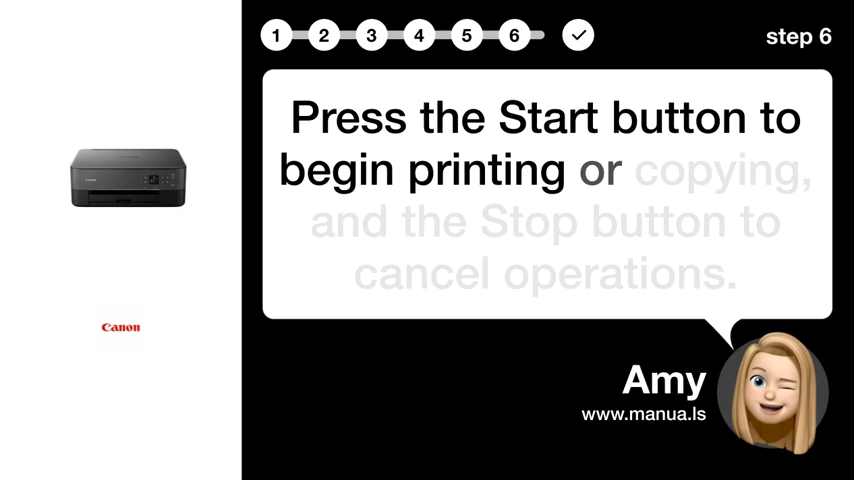 1 2 3 4 5 6
step 6
Press the Start button to
begin printing or copying,
and the Stop button to
cancel operations.
Canon
Amy
www.manua.ls